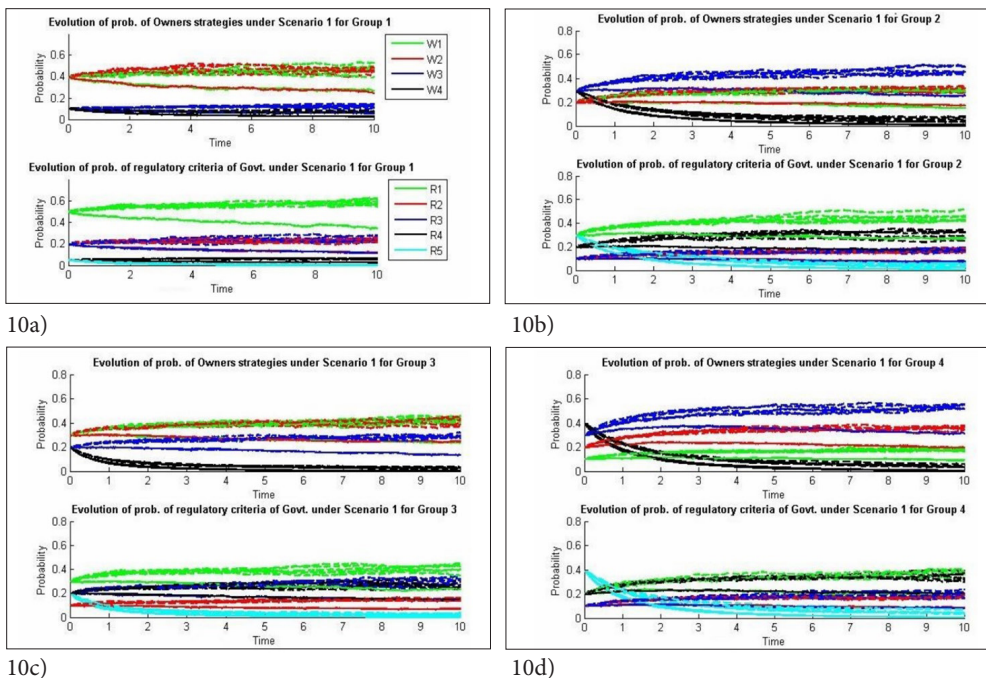 Evolution of prob. of Owners strategies under Scenario 1 for Group 1
Probability
0.6
0.4
0.2
0
0 2 4 6 8 10
Time
W1
W2
W3
W4
Evolution of prob. of regulatory criteria of Govt. under Scenario 1 for Group 1
Probability
0.6
0.4
0.2
0
0 2 4 6 8 10
Time
R1
R2
R3
R4
R5
10a)
Evolution of prob. of Owners strategies under Scenario 1 for Group 2
Probability
0.8
0.6
0.4
0.2
0
0 1 2 3 4 5 6 7 8 9 10
Time
Evolution of prob. of regulatory criteria of Govt. under Scenario 1 for Group 2
Probability
0.8
0.6
0.4
0.2
0
0 1 2 3 4 5 6 7 8 9 10
Time
10b)
Evolution of prob. of Owners strategies under Scenario 1 for Group 3
Probability
0.8
0.6
0.4
0.2
0
0 1 2 3 4 5 6 7 8 9 10
Time
Evolution of prob. of regulatory criteria of Govt. under Scenario 1 for Group 3
Probability
0.8
0.6
0.4
0.2
0
0 1 2 3 4 5 6 7 8 9 10
Time
10c)
Evolution of prob. of Owners strategies under Scenario 1 for Group 4
Probability
0.8
0.6
0.4
0.2
0
0 1 2 3 4 5 6 7 8 9 10
Time
Evolution of prob. of regulatory criteria of Govt. under Scenario 1 for Group 4
Probability
0.8
0.6
0.4
0.2
0
0 1 2 3 4 5 6 7 8 9 10
Time
10d)